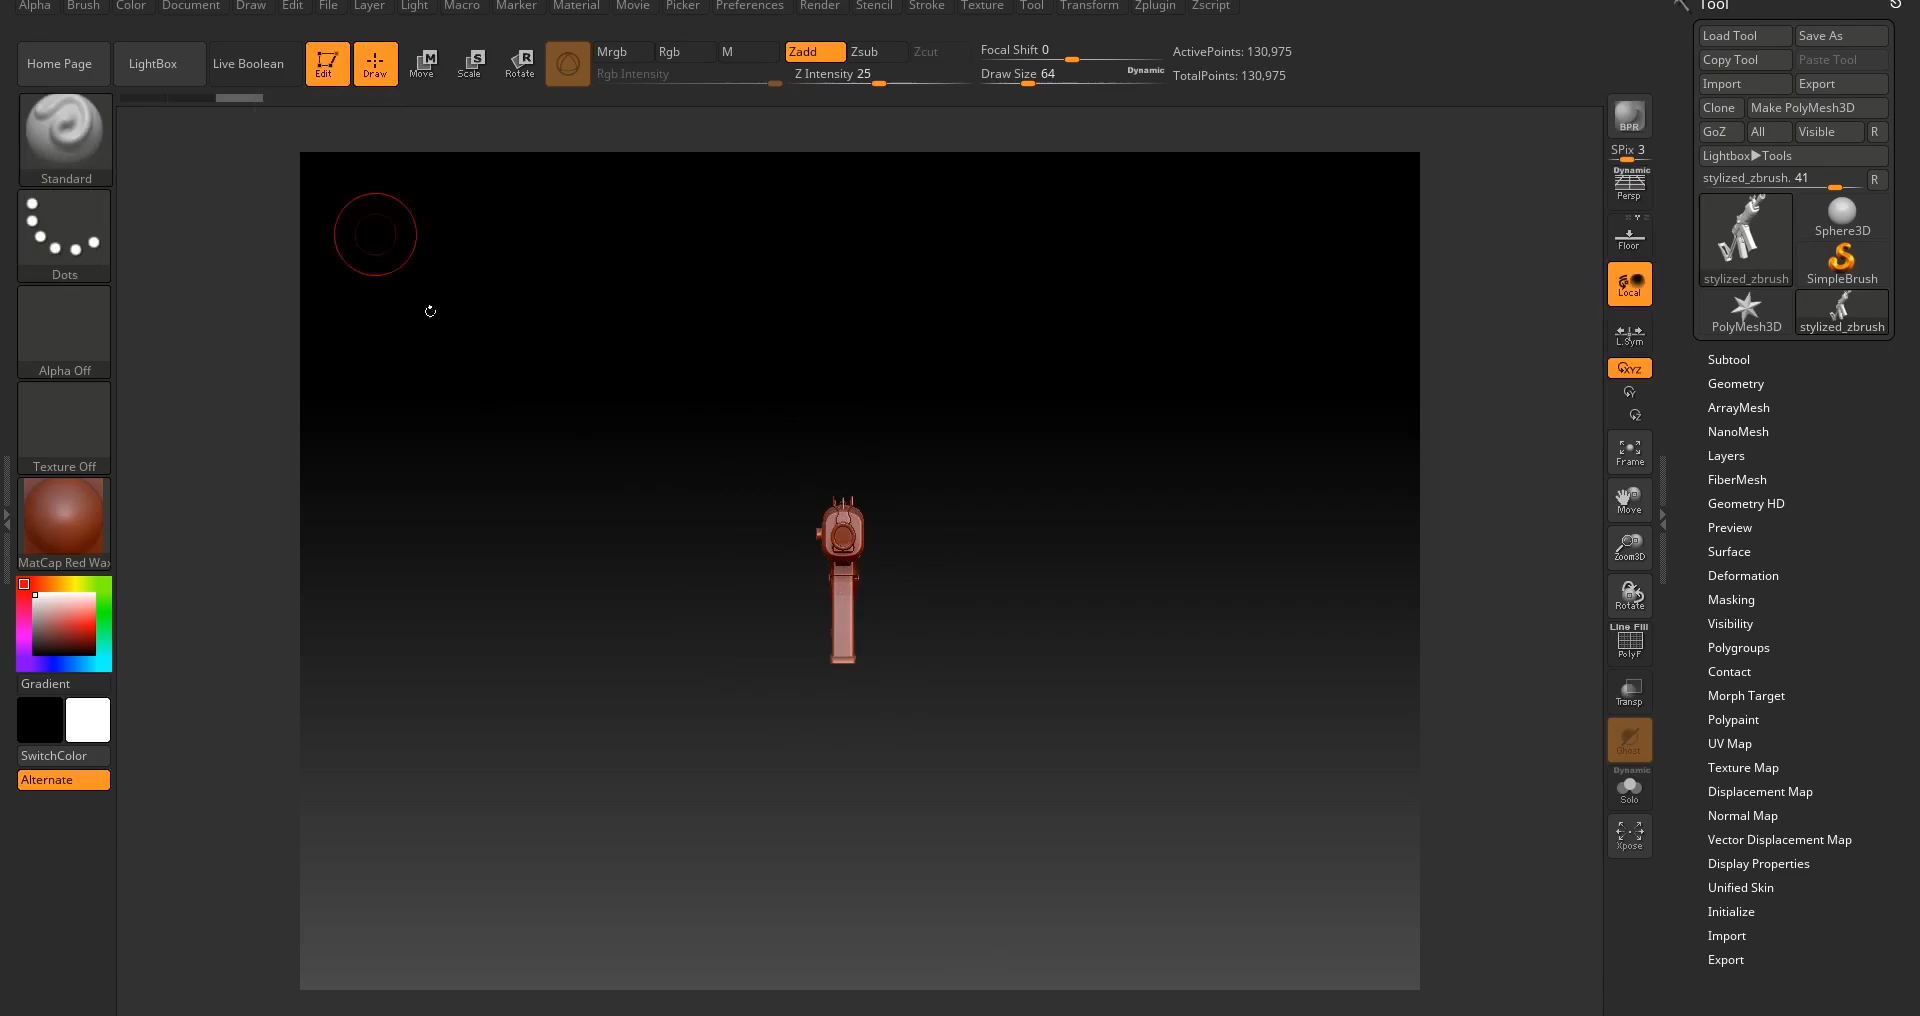 Alpha Brush Color Document Draw Edit File Layer Light Macro Marker Material Movie Picker Preferences Render Stencil Stroke Texture Tool Transform Zplugin Zscript
Tool
Home Page LightBox Live Boolean Edit Draw Move Scale Rotate
Mrgb Rgb M Zadd Zsub Zcut
Rgb Intensity Z Intensity 25
Focal Shift 0
Draw Size 64 Dynamic
ActivePoints: 130,975
TotalPoints: 130,975
Standard
Dots
Alpha Off
Texture Off
MatCap Red Wax
Gradient
SwitchColor
Alternate
BPR
SPix 3
Dynamic
Persp
Floor
Local
L.Sym
XYZ
Y
Z
Frame
Move
Zoom3D
Rotate
Line Fill
PolyF
Transp
Ghost
Dynamic
Solo
Xpose
Load Tool Save As
Copy Tool Paste Tool
Import Export
Clone Make PolyMesh3D
GoZ All Visible R
Lightbox▶Tools
stylized_zbrush. 41 R
stylized_zbrush Sphere3D
SimpleBrush
PolyMesh3D stylized_zbrush
Subtool
Geometry
ArrayMesh
NanoMesh
Layers
FiberMesh
Geometry HD
Preview
Surface
Deformation
Masking
Visibility
Polygroups
Contact
Morph Target
Polypaint
UV Map
Texture Map
Displacement Map
Normal Map
Vector Displacement Map
Display Properties
Unified Skin
Initialize
Import
Export